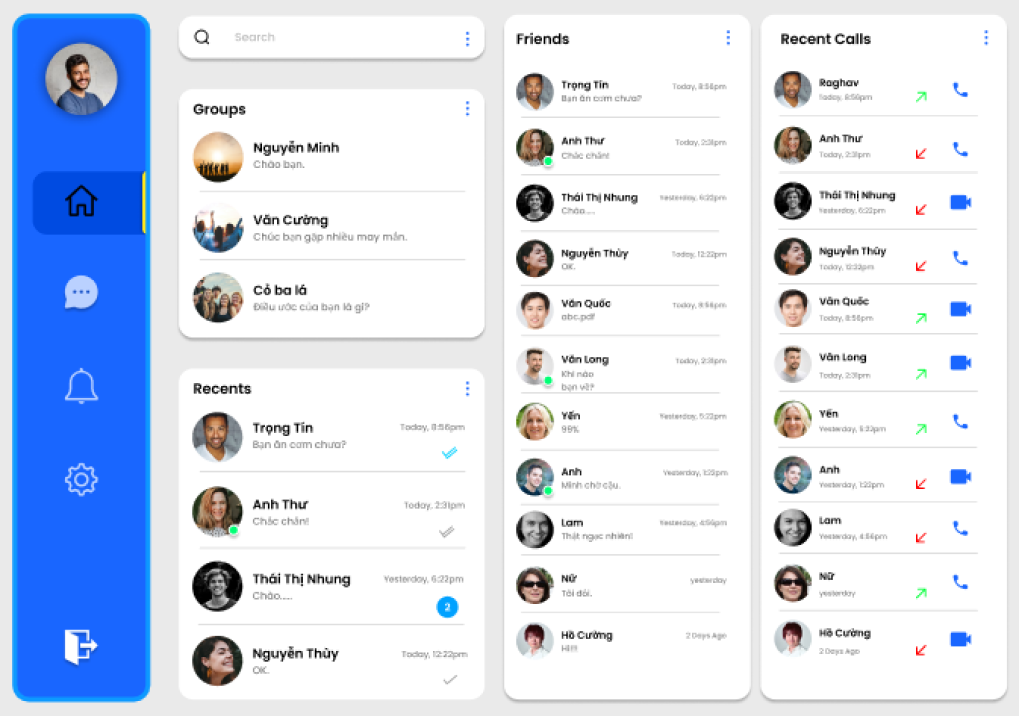 Search
Groups
Nguyễn Minh
Chào bạn.
Văn Cường
Chúc bạn gặp nhiều may mắn.
Cỏ ba lá
Điều ước của bạn là gì?
Recents
Trọng Tín
Today, 8:56pm
Bạn ăn cơm chưa?
Anh Thư
Today, 2:31pm
Chắc chắn!
Thái Thị Nhung
Yesterday, 6:22pm
Chào.....
2
Nguyễn Thùy
Today, 12:22pm
OK.
Friends
Trọng Tín
Today, 8:56pm
Bạn ăn cơm chưa?
Anh Thư
Today, 2:31pm
Chắc chắn!
Thái Thị Nhung
Yesterday, 6:22pm
Chào.....
Nguyễn Thùy
Today, 12:22pm
OK.
Văn Quốc
Today, 8:56pm
abc.pdf
Văn Long
Today, 2:31pm
Khi nào
bạn về?
Yến
Yesterday, 5:22pm
99%
Anh
Yesterday, 1:22pm
Mình chờ cậu.
Lam
Yesterday, 4:56pm
Thật ngạc nhiên!
Nữ
yesterday
Tôi đói.
Hồ Cường
2 Days Ago
Hi!!!
Recent Calls
Raghav
Today, 8:56pm
Anh Thư
Today, 2:31pm
Thái Thị Nhung
Yesterday, 6:22pm
Nguyễn Thùy
Today, 12:22pm
Văn Quốc
Today, 8:56pm
Văn Long
Today, 2:31pm
Yến
Yesterday, 5:22pm
Anh
Yesterday, 1:22pm
Lam
Yesterday, 4:56pm
Nữ
yesterday
Hồ Cường
2 Days Ago